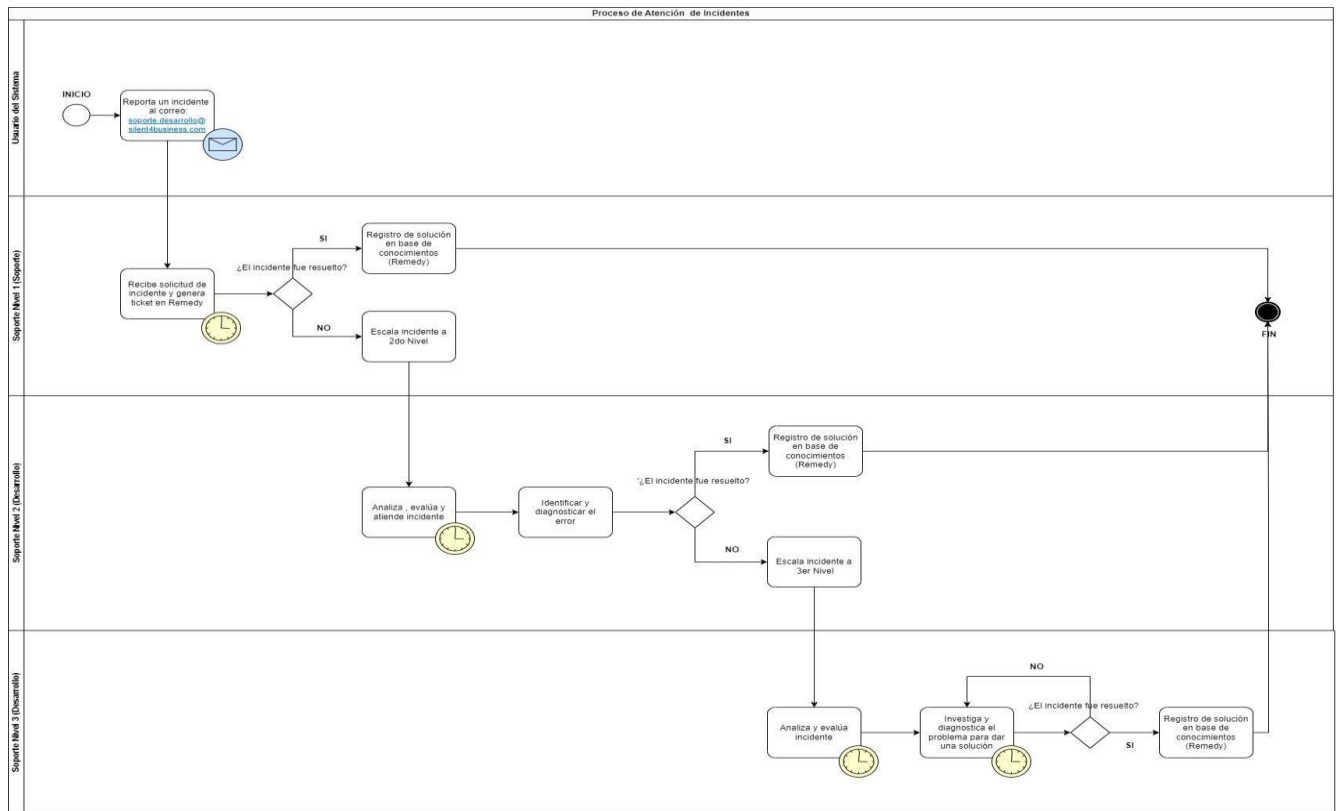 Proceso de Atención de Incidentes
Usuario del Sistema
INICIO
Reporta un incidente
al correo:
soporte.desarrollo@
silent4business.com
Soporte Nivel 1 (Soporte)
Recibe solicitud de
incidente y genera
ticket en Remedy
¿El incidente fue resuelto?
SI
Registro de solución
en base de
conocimientos
(Remedy)
NO
Escala incidente a
2do Nivel
FIN
Soporte Nivel 2 (Desarrollo)
Analiza , evalúa y
atiende incidente
Identificar y
diagnosticar el
error
'¿El incidente fue resuelto?
SI
Registro de solución
en base de
conocimientos
(Remedy)
NO
Escala incidente a
3er Nivel
Soporte Nivel 3 (Desarrollo)
Analiza y evalúa
incidente
Investiga y
diagnostica el
problema para dar
una solución
NO
¿El incidente fue resuelto?
SI
Registro de solución
en base de
conocimientos
(Remedy)